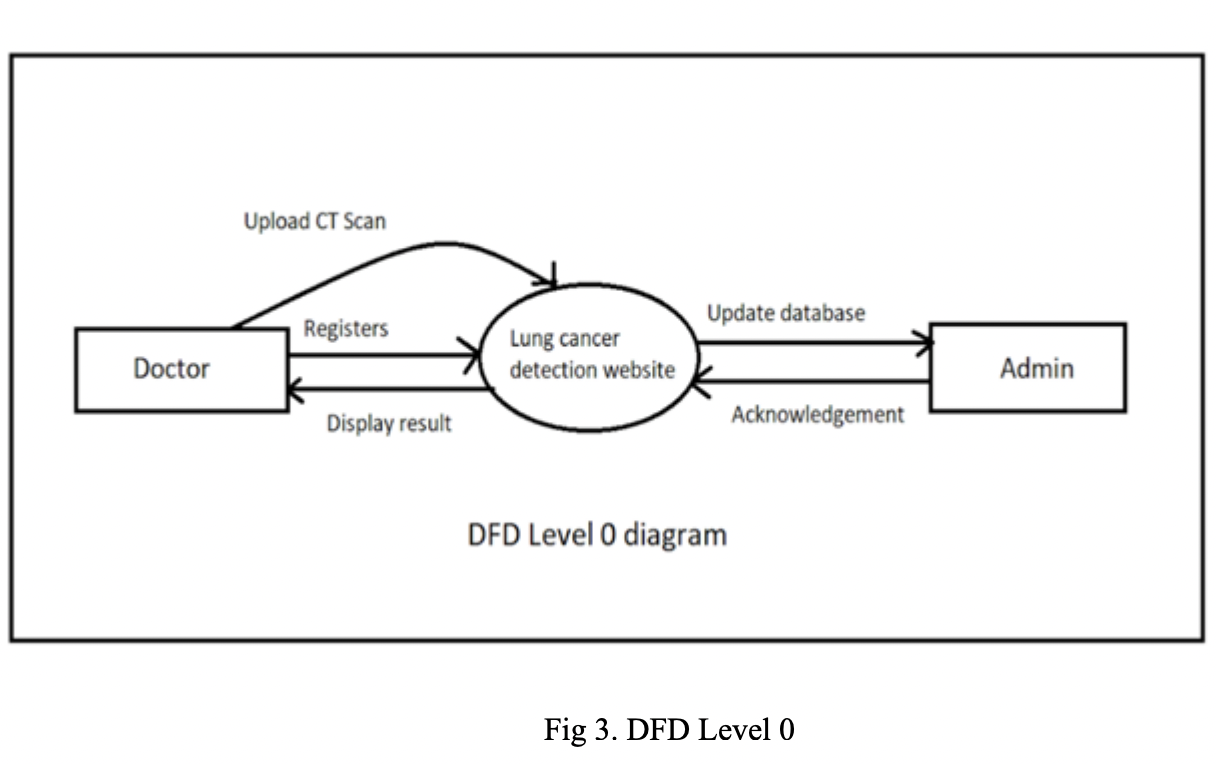 Upload CT Scan
Registers
Doctor
Display result
Lung cancer
detection website
Update database
Acknowledgement
Admin
DFD Level 0 diagram
Fig 3. DFD Level 0